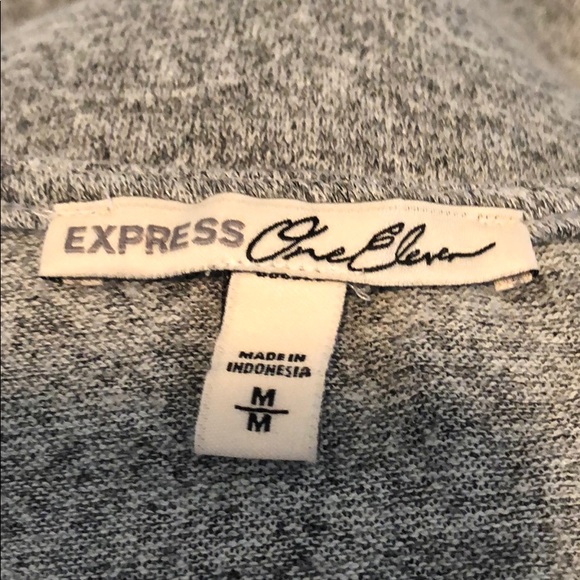 EXPRESS One Eleven
MADE IN
INDONESIA
M
M